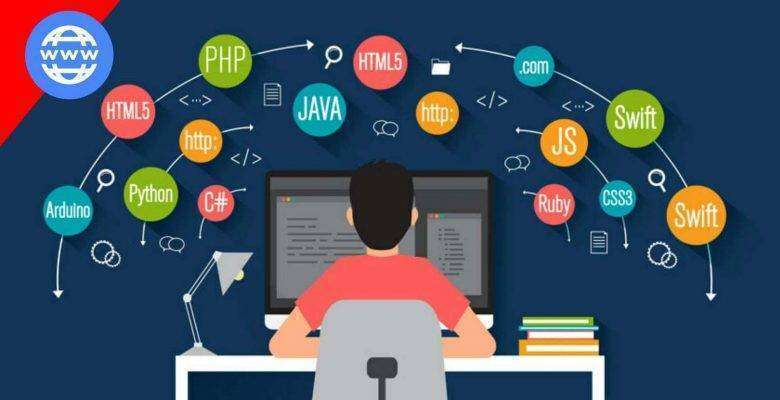 WWW
PHP
HTML5
.com
HTML5
JAVA
http:
Swift
http:
JS
</>
<...>
<...>
</>
Python
Arduino
C#
Ruby
CSS3
Swift